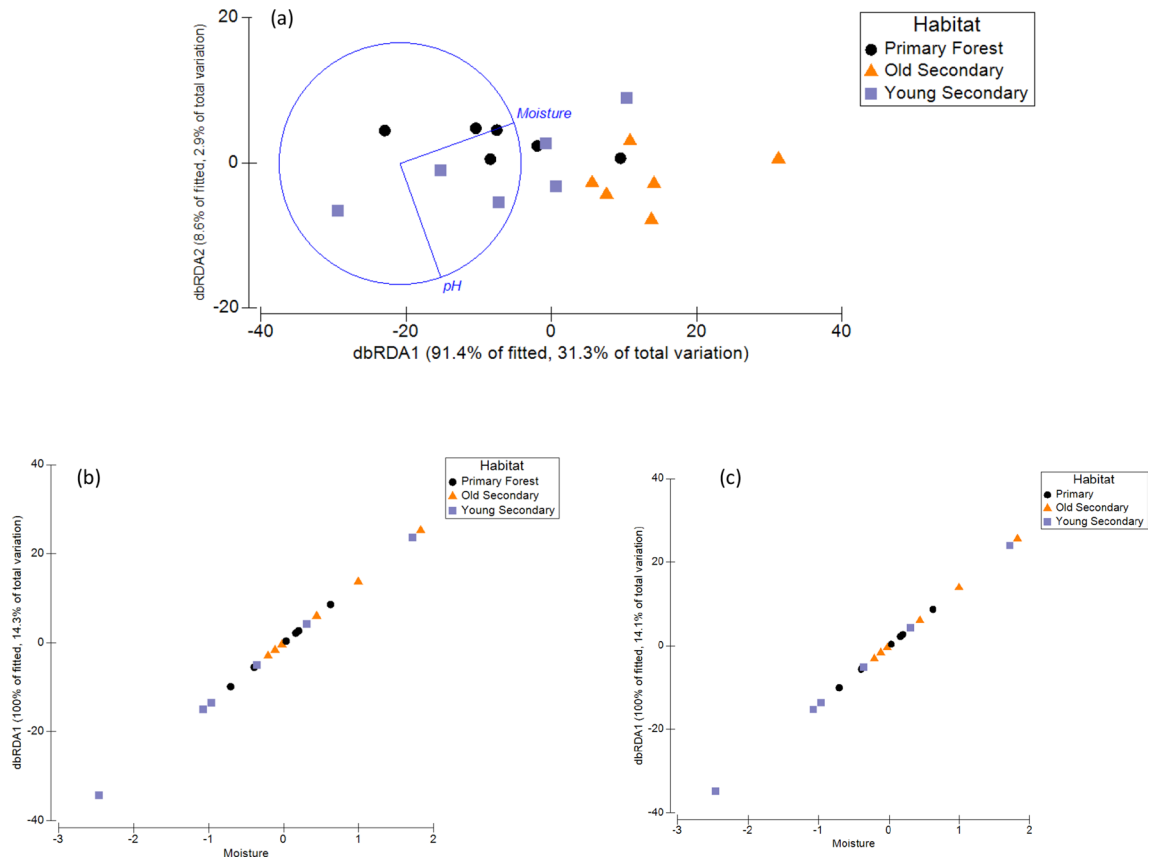 (a)
Habitat
Primary Forest
Old Secondary
Young Secondary
20
0
-20
dbRDA2 (8.6% of fitted, 2.9% of total variation)
Moisture
pH
-40
-20
0
20
40
dbRDA1 (91.4% of fitted, 31.3% of total variation)
(b)
Habitat
Primary Forest
Old Secondary
Young Secondary
40
20
0
-20
-40
dbRDA1 (100% of fitted, 14.3% of total variation)
-3
-2
-1
0
1
2
Moisture
(c)
Habitat
Primary
Old Secondary
Young Secondary
40
20
0
-20
-40
dbRDA1 (100% of fitted, 14.1% of total variation)
-3
-2
-1
0
1
2
Moisture